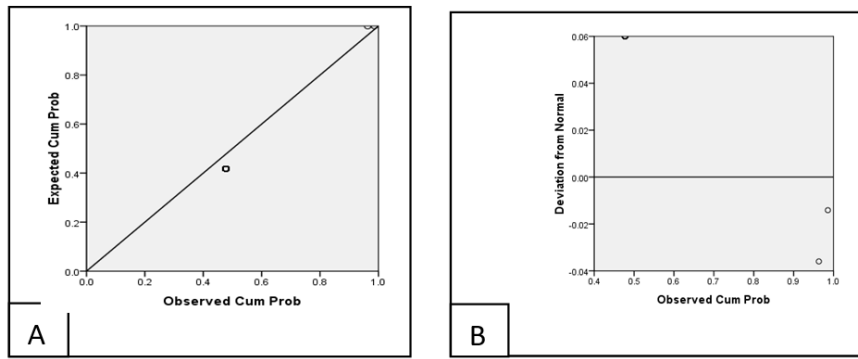 1.0
0.8
0.6
0.4
0.2
0.0
0.0 0.2 0.4 0.6 0.8 1.0
Expected Cum Prob
Observed Cum Prob
A
0.06
0.04
0.02
0.00
-0.02
-0.04
0.4 0.5 0.6 0.7 0.8 0.9 1.0
Deviation from Normal
Observed Cum Prob
B